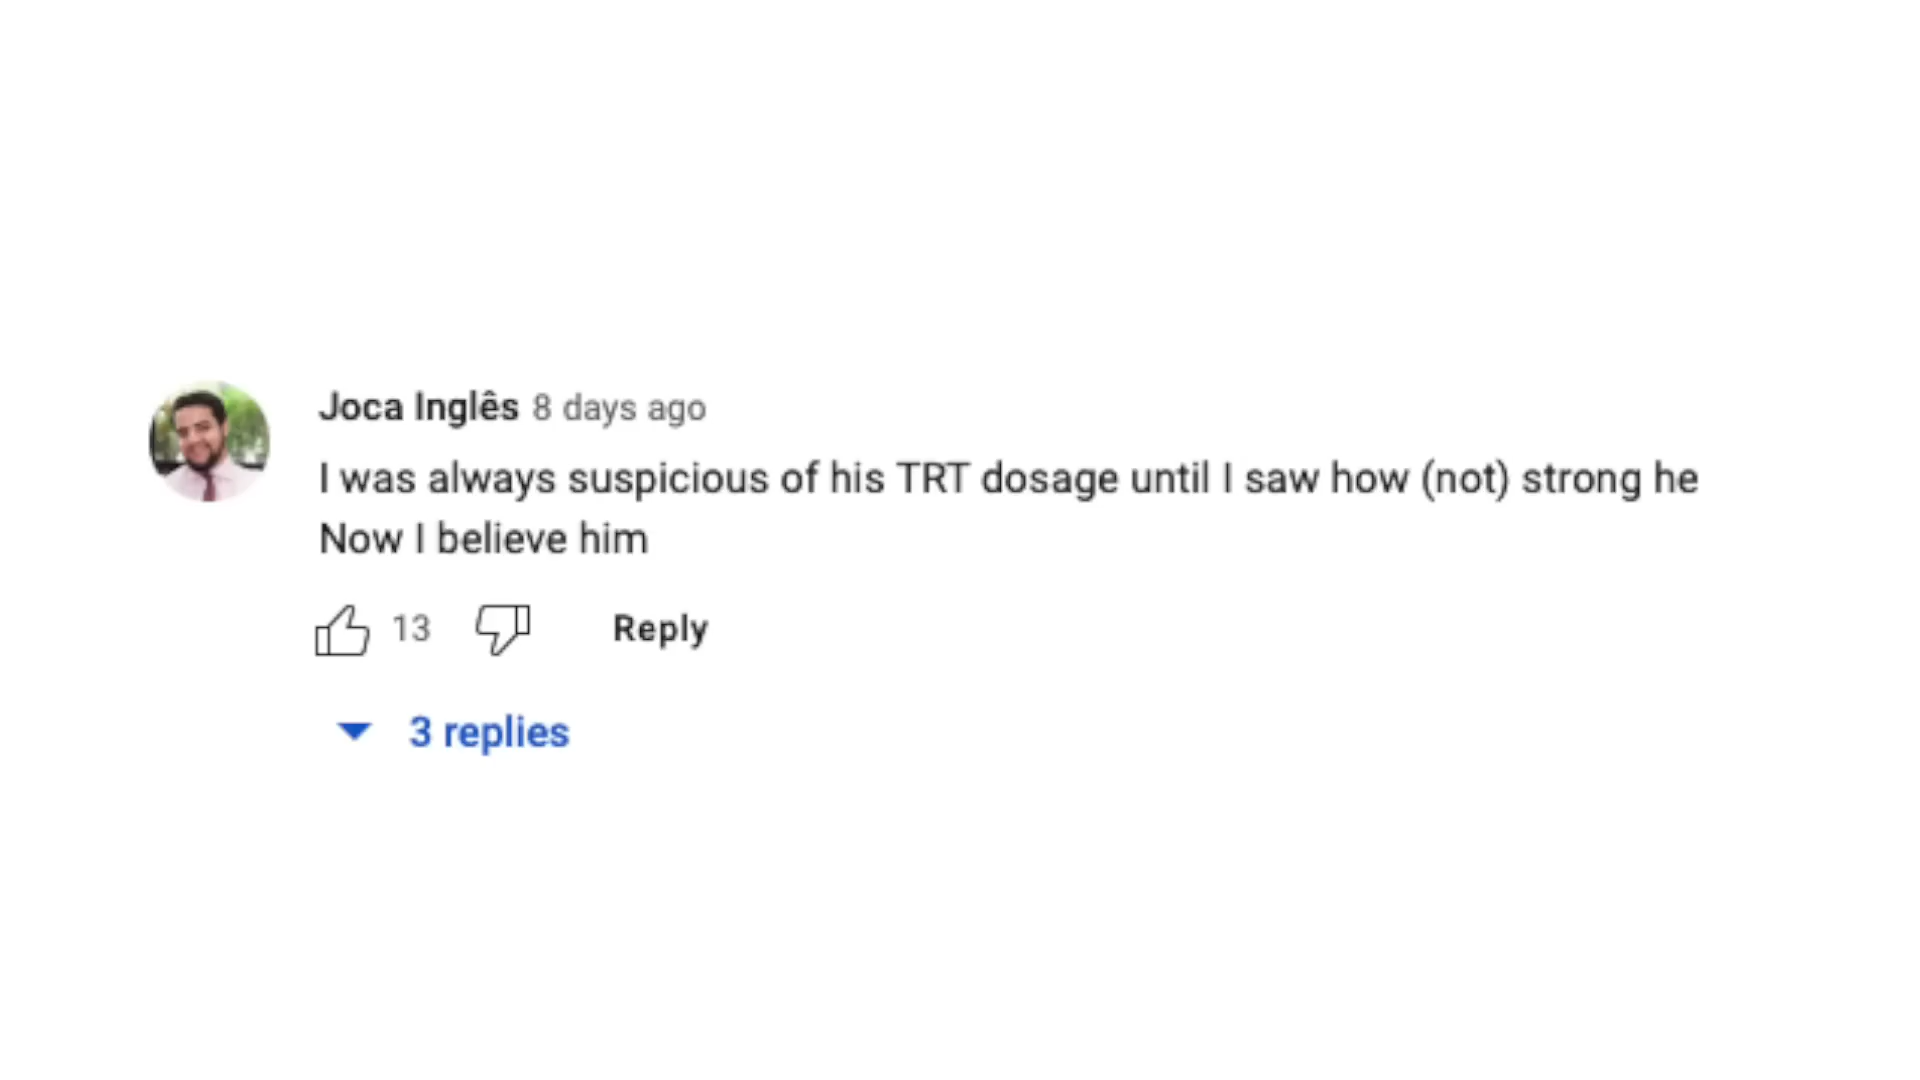 Joca Inglês 8 days ago
I was always suspicious of his TRT dosage until I saw how (not) strong he
Now I believe him
13 Reply
3 replies